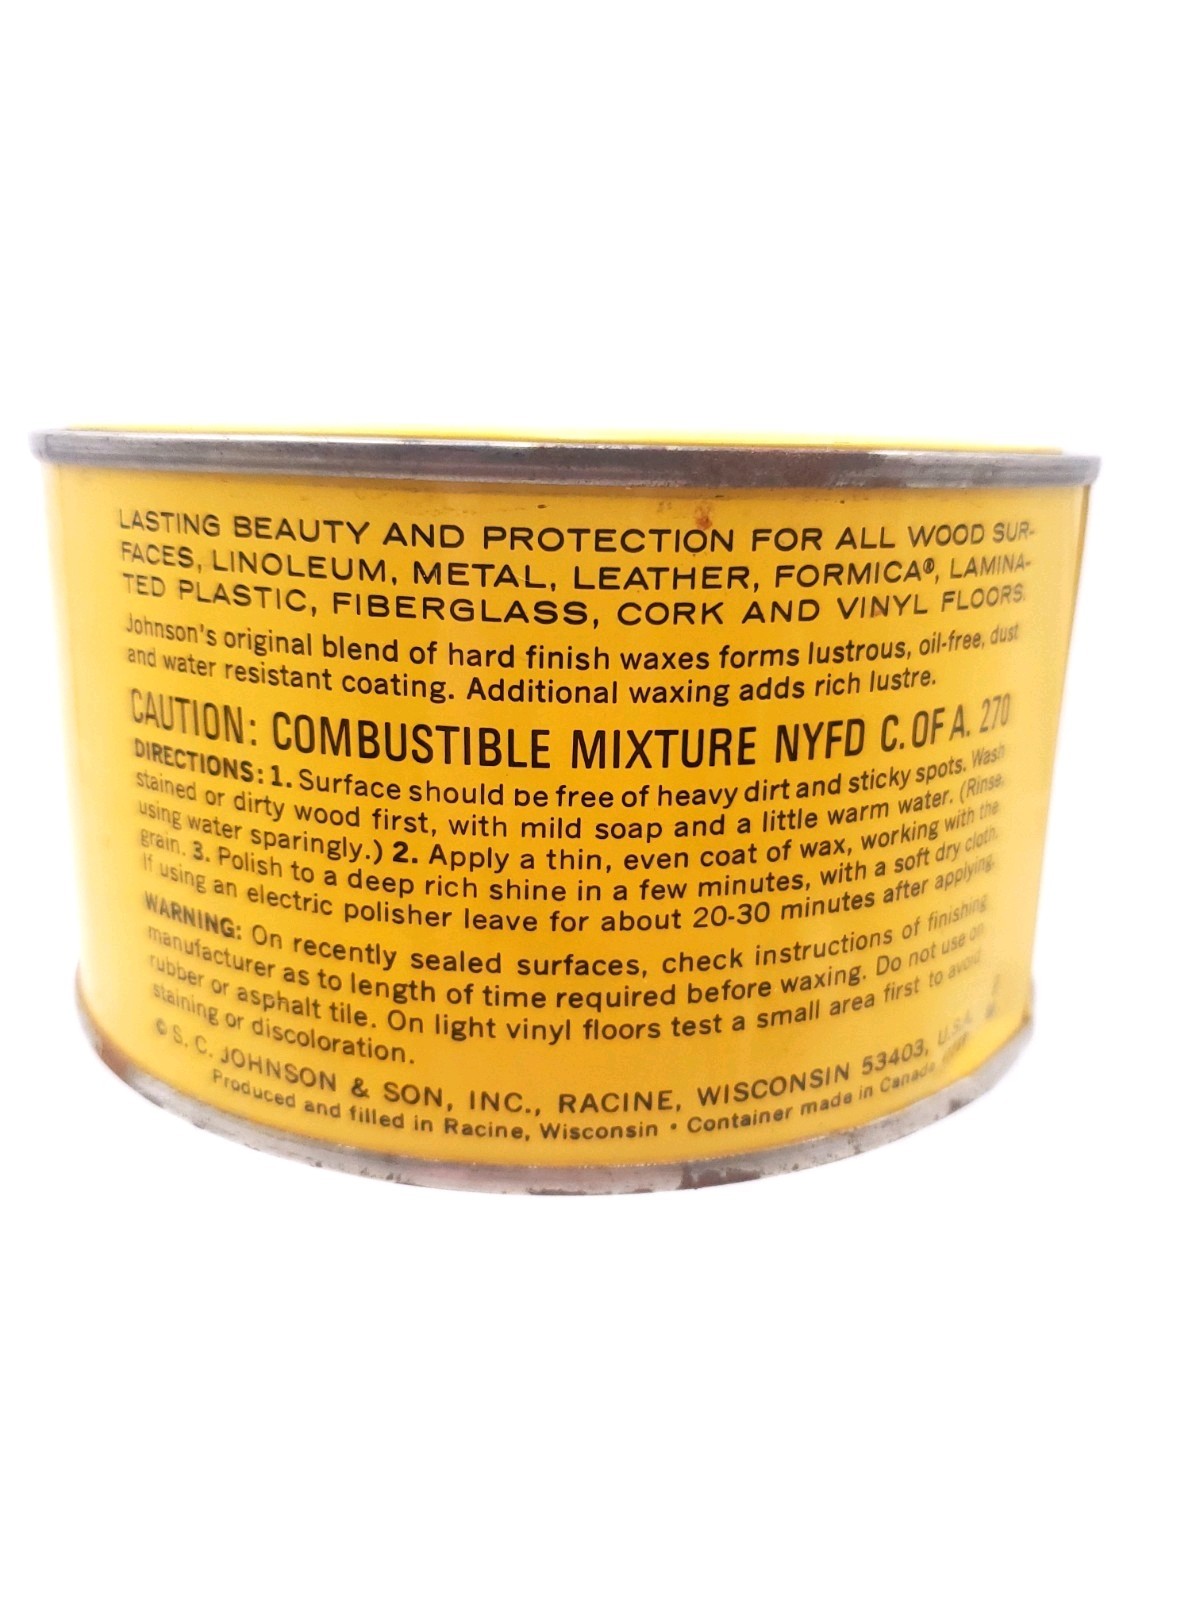 LASTING BEAUTY AND PROTECTION FOR ALL WOOD SUR-
FACES, LINOLEUM, METAL, LEATHER, FORMICA®, LAMINA-
TED PLASTIC, FIBERGLASS, CORK AND VINYL FLOORS.
Johnson's original blend of hard finish waxes forms lustrous, oil-free, dust
and water resistant coating. Additional waxing adds rich lustre.
CAUTION: COMBUSTIBLE MIXTURE NYFD C. OF A. 270
DIRECTIONS: 1. Surface should be free of heavy dirt and sticky spots. Wash
stained or dirty wood first, with mild soap and a little warm water. (Rinse,
using water sparingly.) 2. Apply a thin, even coat of wax, working with the
grain. 3. Polish to a deep rich shine in a few minutes, with a soft dry cloth.
If using an electric polisher leave for about 20-30 minutes after applying.
WARNING: On recently sealed surfaces, check instructions of finishing
manufacturer as to length of time required before waxing. Do not use on
rubber or asphalt tile. On light vinyl floors test a small area first to avoid
staining or discoloration.
© S. C. JOHNSON & SON, INC., RACINE, WISCONSIN 53403, U.S.A.
Produced and filled in Racine, Wisconsin • Container made in Canada